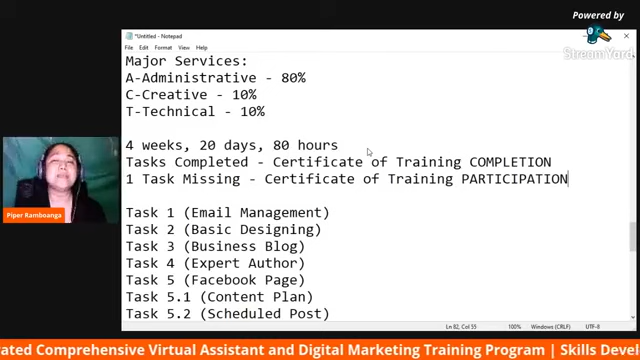 Powered by
StreamYard
*Untitled - Notepad
File Edit Format View Help
Major Services:
A-Administrative - 80%
C-Creative - 10%
T-Technical - 10%
4 weeks, 20 days, 80 hours
Tasks Completed - Certificate of Training COMPLETION
1 Task Missing - Certificate of Training PARTICIPATION
Task 1 (Email Management)
Task 2 (Basic Designing)
Task 3 (Business Blog)
Task 4 (Expert Author)
Task 5 (Facebook Page)
Task 5.1 (Content Plan)
Task 5.2 (Scheduled Post)
Piper Ramboanga
Ln 82, Col 55 100% Windows (CRLF) UTF-8
rated Comprehensive Virtual Assistant and Digital Marketing Training Program | Skills Devel